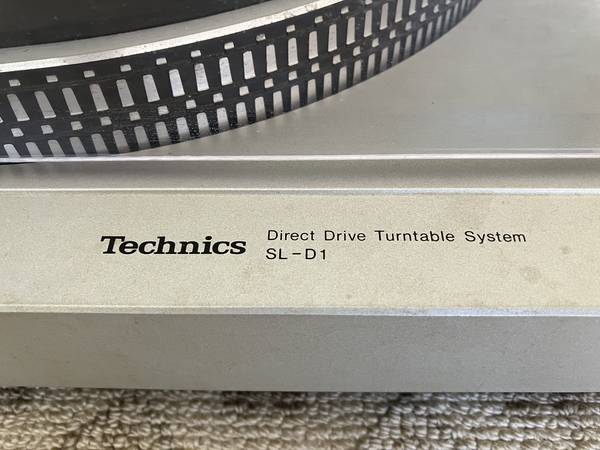 Technics
Direct Drive Turntable System
SL-D1